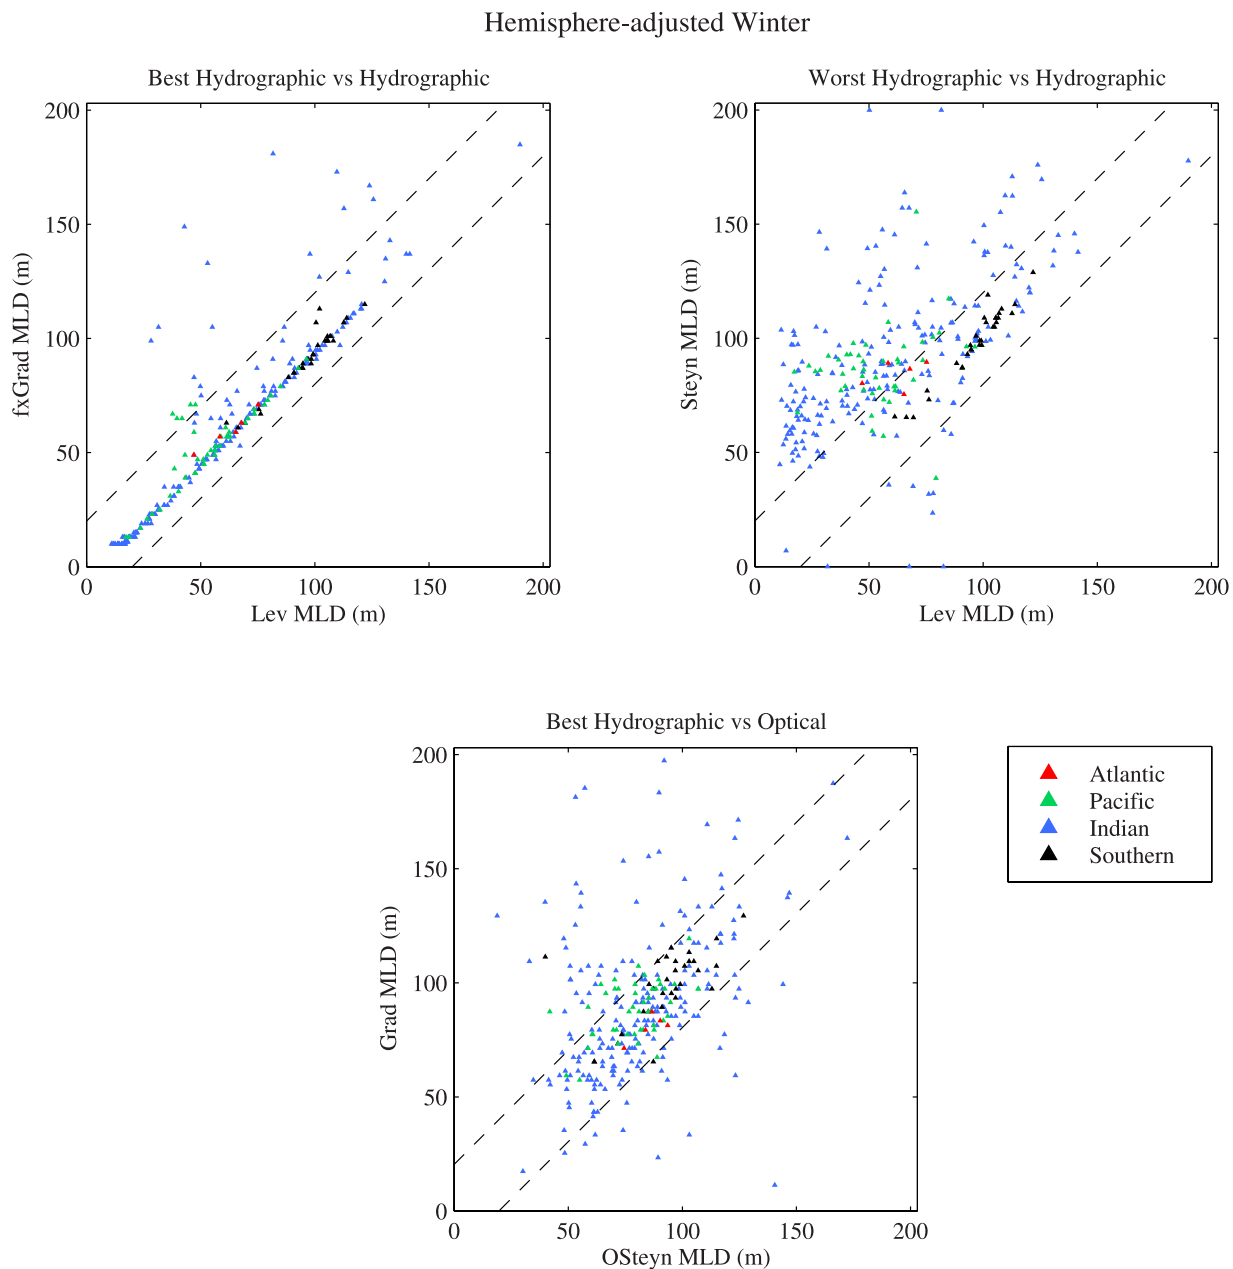 Hemisphere-adjusted Winter
Best Hydrographic vs Hydrographic
200
150
100
50
0
fxGrad MLD (m)
0 50 100 150 200
Lev MLD (m)
Worst Hydrographic vs Hydrographic
200
150
100
50
0
Steyn MLD (m)
0 50 100 150 200
Lev MLD (m)
Best Hydrographic vs Optical
200
150
100
50
0
Grad MLD (m)
0 50 100 150 200
OSteyn MLD (m)
Atlantic
Pacific
Indian
Southern